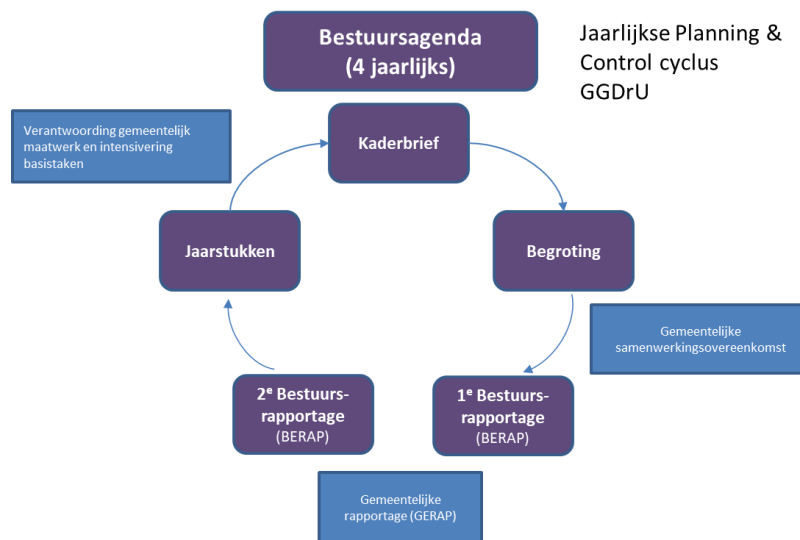 Bestuursagenda
(4 jaarlijks)
Jaarlijkse Planning &
Control cyclus
GGDrU
Verantwoording gemeentelijk
maatwerk en intensivering
basistaken
Kaderbrief
Jaarstukken
Begroting
Gemeentelijke
samenwerkingsovereenkomst
2e Bestuurs-
rapportage
(BERAP)
1e Bestuurs-
rapportage
(BERAP)
Gemeentelijke
rapportage (GERAP)